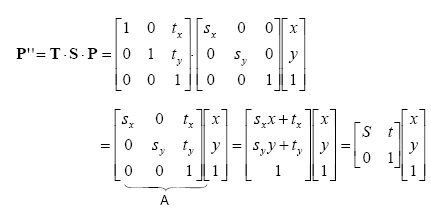 P''= T · S · P = [1 0 t_x; 0 1 t_y; 0 0 1] · [s_x 0 0; 0 s_y 0; 0 0 1] [x; y; 1]
= [s_x 0 t_x; 0 s_y t_y; 0 0 1] [x; y; 1] = [s_x x + t_x; s_y y + t_y; 1] [x; y; 1] = [S t; 0 1] [x; y; 1]
A